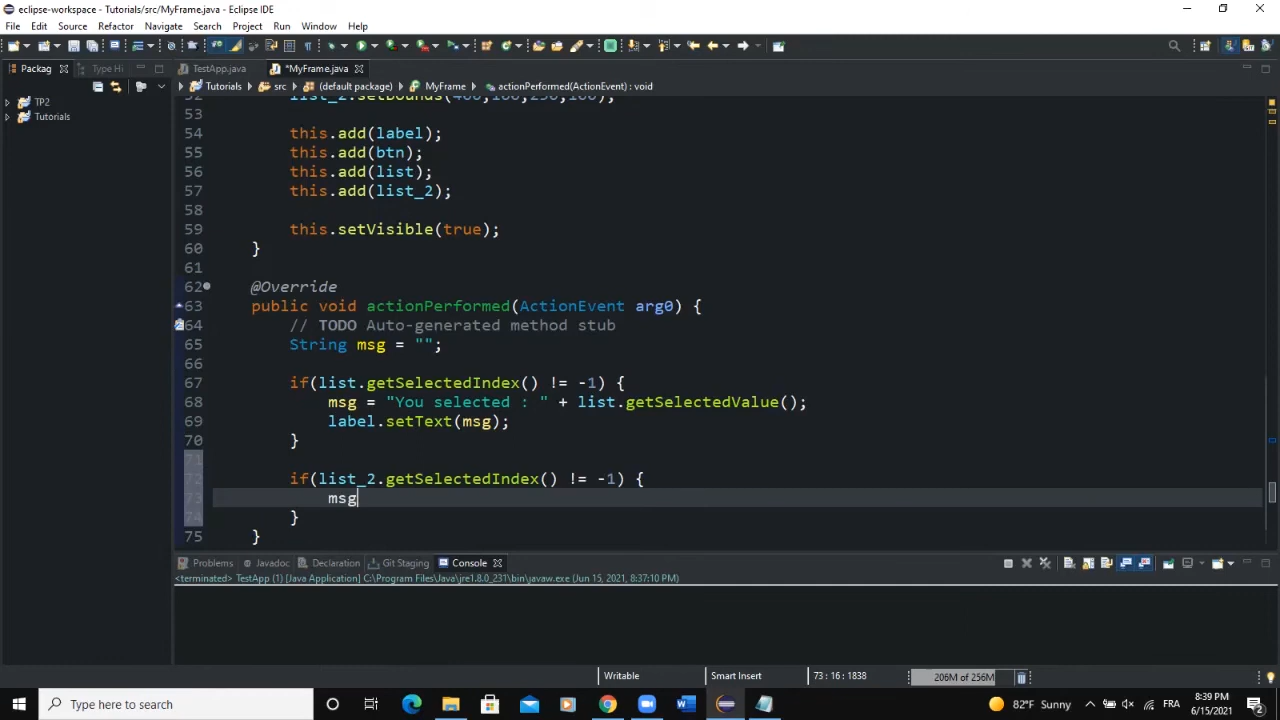 eclipse-workspace - Tutorials/src/MyFrame.java - Eclipse IDE
File Edit Source Refactor Navigate Search Project Run Window Help
Packag Type Hi TestApp.java *MyFrame.java
Tutorials src (default package) MyFrame actionPerformed(ActionEvent) : void
TP2
Tutorials
52 list_2.setBounds(400,100,250,100);
53
54 this.add(label);
55 this.add(btn);
56 this.add(list);
57 this.add(list_2);
58
59 this.setVisible(true);
60 }
61
62 @Override
63 public void actionPerformed(ActionEvent arg0) {
64 // TODO Auto-generated method stub
65 String msg = "";
66
67 if(list.getSelectedIndex() != -1) {
68 msg = "You selected : " + list.getSelectedValue();
69 label.setText(msg);
70 }
71
72 if(list_2.getSelectedIndex() != -1) {
73 msg
74 }
75 }
Problems Javadoc Declaration Git Staging Console
<terminated> TestApp (1) [Java Application] C:\Program Files\Java\jre1.8.0_231\bin\javaw.exe (Jun 15, 2021, 8:37:10 PM)
Writable Smart Insert 73 : 16 : 1838 206M of 256M
Type here to search 82°F Sunny FRA 8:39 PM
6/15/2021 2